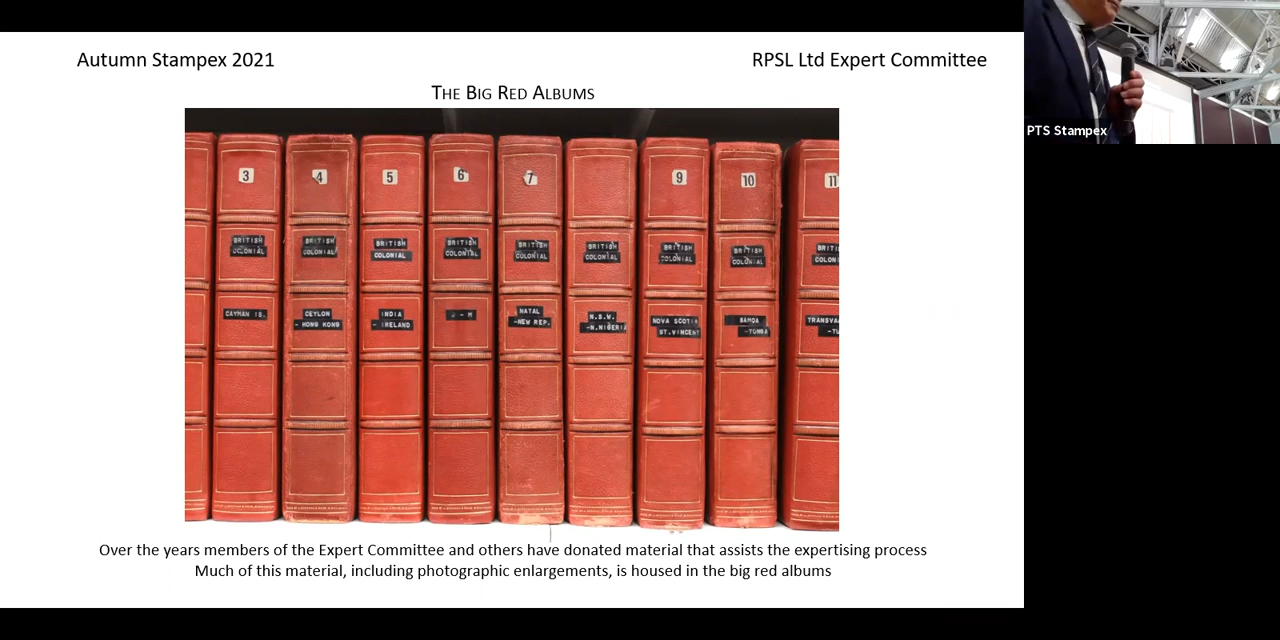 Autumn Stampex 2021
RPSL Ltd Expert Committee
THE BIG RED ALBUMS
3
BRITISH
COLONIAL
CAYMAN IS.
4
BRITISH
COLONIAL
CEYLON
- HONG KONG
5
BRITISH
COLONIAL
INDIA
- IRELAND
6
BRITISH
COLONIAL
- M
7
BRITISH
COLONIAL
NATAL
-NEW REP.
BRITISH
COLONIAL
N.S.W.
-N.NIGERIA
9
BRITISH
COLONIAL
NOVA SCOTIA
ST.VINCENT
10
BRITISH
COLONIAL
SAMOA
-TONGA
11
BRITI
COLON
TRANSVA
-TU
Over the years members of the Expert Committee and others have donated material that assists the expertising process
Much of this material, including photographic enlargements, is housed in the big red albums
PTS Stampex